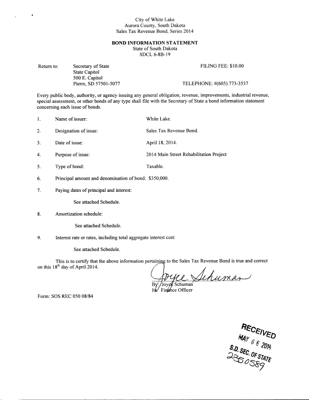 City of White Lake
Aurora County, South Dakota
Sales Tax Revenue Bond, Series 2014
BOND INFORMATION STATEMENT
State of South Dakota
SDCL 6-8B-19
Return to: Secretary of State FILING FEE: $10.00
State Capitol
500 E. Capitol
Pierre, SD 57501-5077 TELEPHONE: #(605) 773-3537
Every public body, authority, or agency issuing any general obligation, revenue, improvements, industrial revenue,
special assessment, or other bonds of any type shall file with the Secretary of State a bond information statement
concerning each issue of bonds.
1. Name of issuer: White Lake.
2. Designation of issue: Sales Tax Revenue Bond.
3. Date of issue: April 18, 2014.
4. Purpose of issue: 2014 Main Street Rehabilitation Project
5. Type of bond: Taxable.
6. Principal amount and denomination of bond: $350,000.
7. Paying dates of principal and interest:
See attached Schedule.
8. Amortization schedule:
See attached Schedule.
9. Interest rate or rates, including total aggregate interest cost:
See attached Schedule.
This is to certify that the above information pertaining to the Sales Tax Revenue Bond is true and correct
on this 18th day of April 2014.
Joyce Schuman
By: Joyce Schuman
Its: Finance Officer
Form: SOS REC 050 08/84
RECEIVED
MAY 06 2014
S.D. SEC. OF STATE